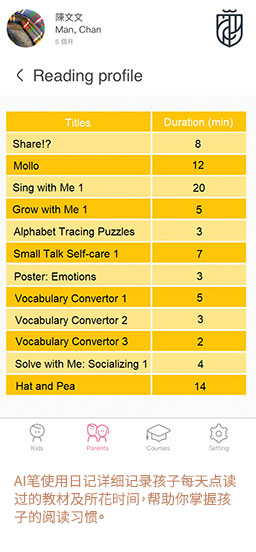 陳文文
Man, Chan
5 個月
Reading profile
Titles Duration (min)
Share!? 8
Mollo 12
Sing with Me 1 20
Grow with Me 1 5
Alphabet Tracing Puzzles 3
Small Talk Self-care 1 7
Poster: Emotions 3
Vocabulary Convertor 1 5
Vocabulary Convertor 2 3
Vocabulary Convertor 3 2
Solve with Me: Socializing 1 4
Hat and Pea 14
Kids Parents Courses Setting
AI笔使用日记详细记录孩子每天点读
过的教材及所花时间，帮助你掌握孩
子的阅读习惯。